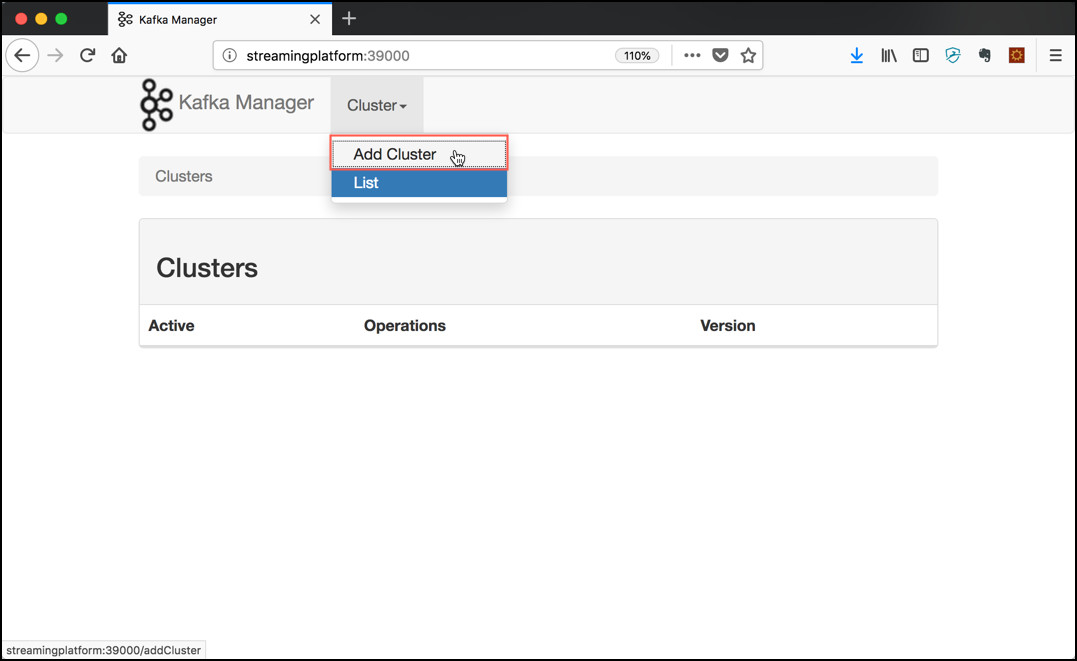 Kafka Manager
streamingplatform:39000
110%
Kafka Manager
Cluster
Add Cluster
List
Clusters
Clusters
Active Operations Version
streamingplatform:39000/addCluster